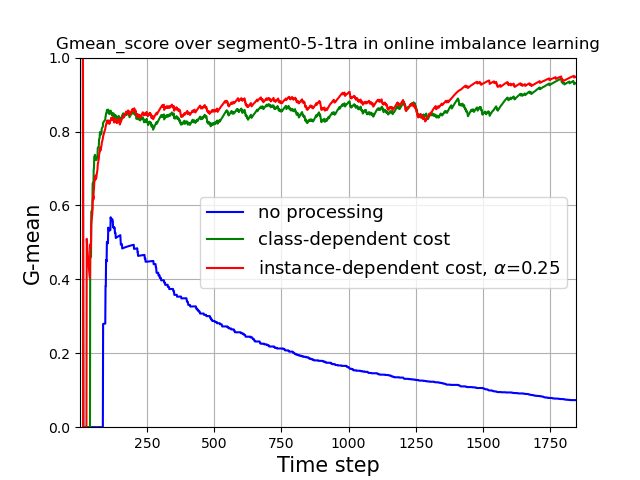 Gmean_score over segment0-5-1tra in online imbalance learning
1.0
0.8
0.6
0.4
0.2
0.0
G-mean
no processing
class-dependent cost
instance-dependent cost, α=0.25
250 500 750 1000 1250 1500 1750
Time step